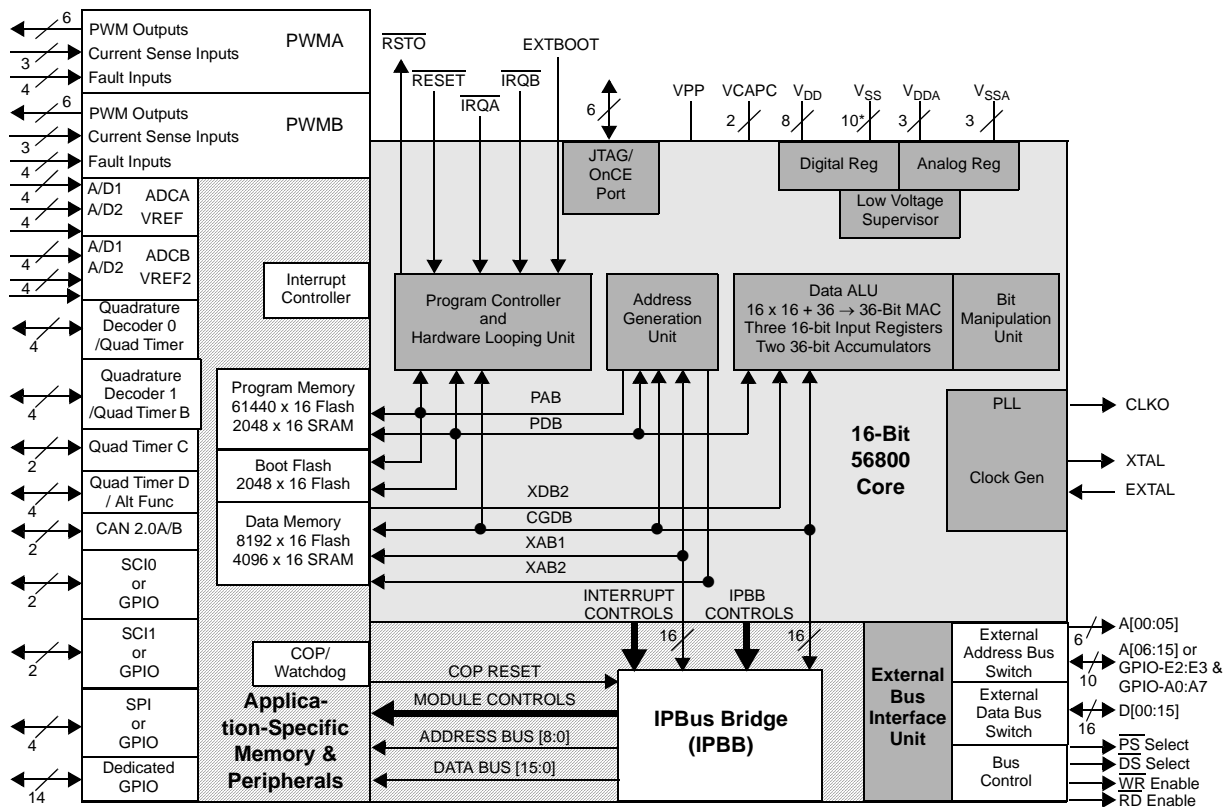 6
PWM Outputs
PWMA
Current Sense Inputs
3
Fault Inputs
4
6
PWM Outputs
PWMB
Current Sense Inputs
3
Fault Inputs
4
4
A/D1
ADCA
A/D2
VREF
4
4
A/D1
ADCB
A/D2
VREF2
4
4
Quadrature
Decoder 0
/Quad Timer
4
Quadrature
Decoder 1
/Quad Timer B
4
Quad Timer C
2
Quad Timer D
/ Alt Func
4
CAN 2.0A/B
2
SCI0
or
GPIO
2
SCI1
or
GPIO
2
SPI
or
GPIO
4
Dedicated
GPIO
14
RSTO
RESET
IRQA
IRQB
EXTBOOT
6
JTAG/
OnCE
Port
VPP
VCAPC
2
VDD
8
VSS
10*
VDDA
3
VSSA
3
Digital Reg
Analog Reg
Low Voltage
Supervisor
Interrupt
Controller
Program Controller
and
Hardware Looping Unit
Address
Generation
Unit
Data ALU
16 x 16 + 36 → 36-Bit MAC
Three 16-bit Input Registers
Two 36-bit Accumulators
Bit
Manipulation
Unit
Program Memory
61440 x 16 Flash
2048 x 16 SRAM
Boot Flash
2048 x 16 Flash
Data Memory
8192 x 16 Flash
4096 x 16 SRAM
PAB
PDB
XDB2
CGDB
XAB1
XAB2
16-Bit
56800
Core
PLL
Clock Gen
CLKO
XTAL
EXTAL
INTERRUPT
CONTROLS
16
IPBB
CONTROLS
16
COP/
Watchdog
COP RESET
MODULE CONTROLS
ADDRESS BUS [8:0]
DATA BUS [15:0]
Applica-
tion-Specific
Memory &
Peripherals
IPBus Bridge
(IPBB)
External
Bus
Interface
Unit
External
Address Bus
Switch
External
Data Bus
Switch
Bus
Control
6
A[00:05]
10
A[06:15] or
GPIO-E2:E3 &
GPIO-A0:A7
16
D[00:15]
PS Select
DS Select
WR Enable
RD Enable